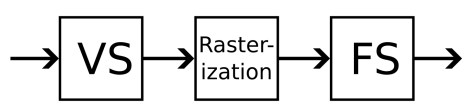 VS
Raster-
ization
FS